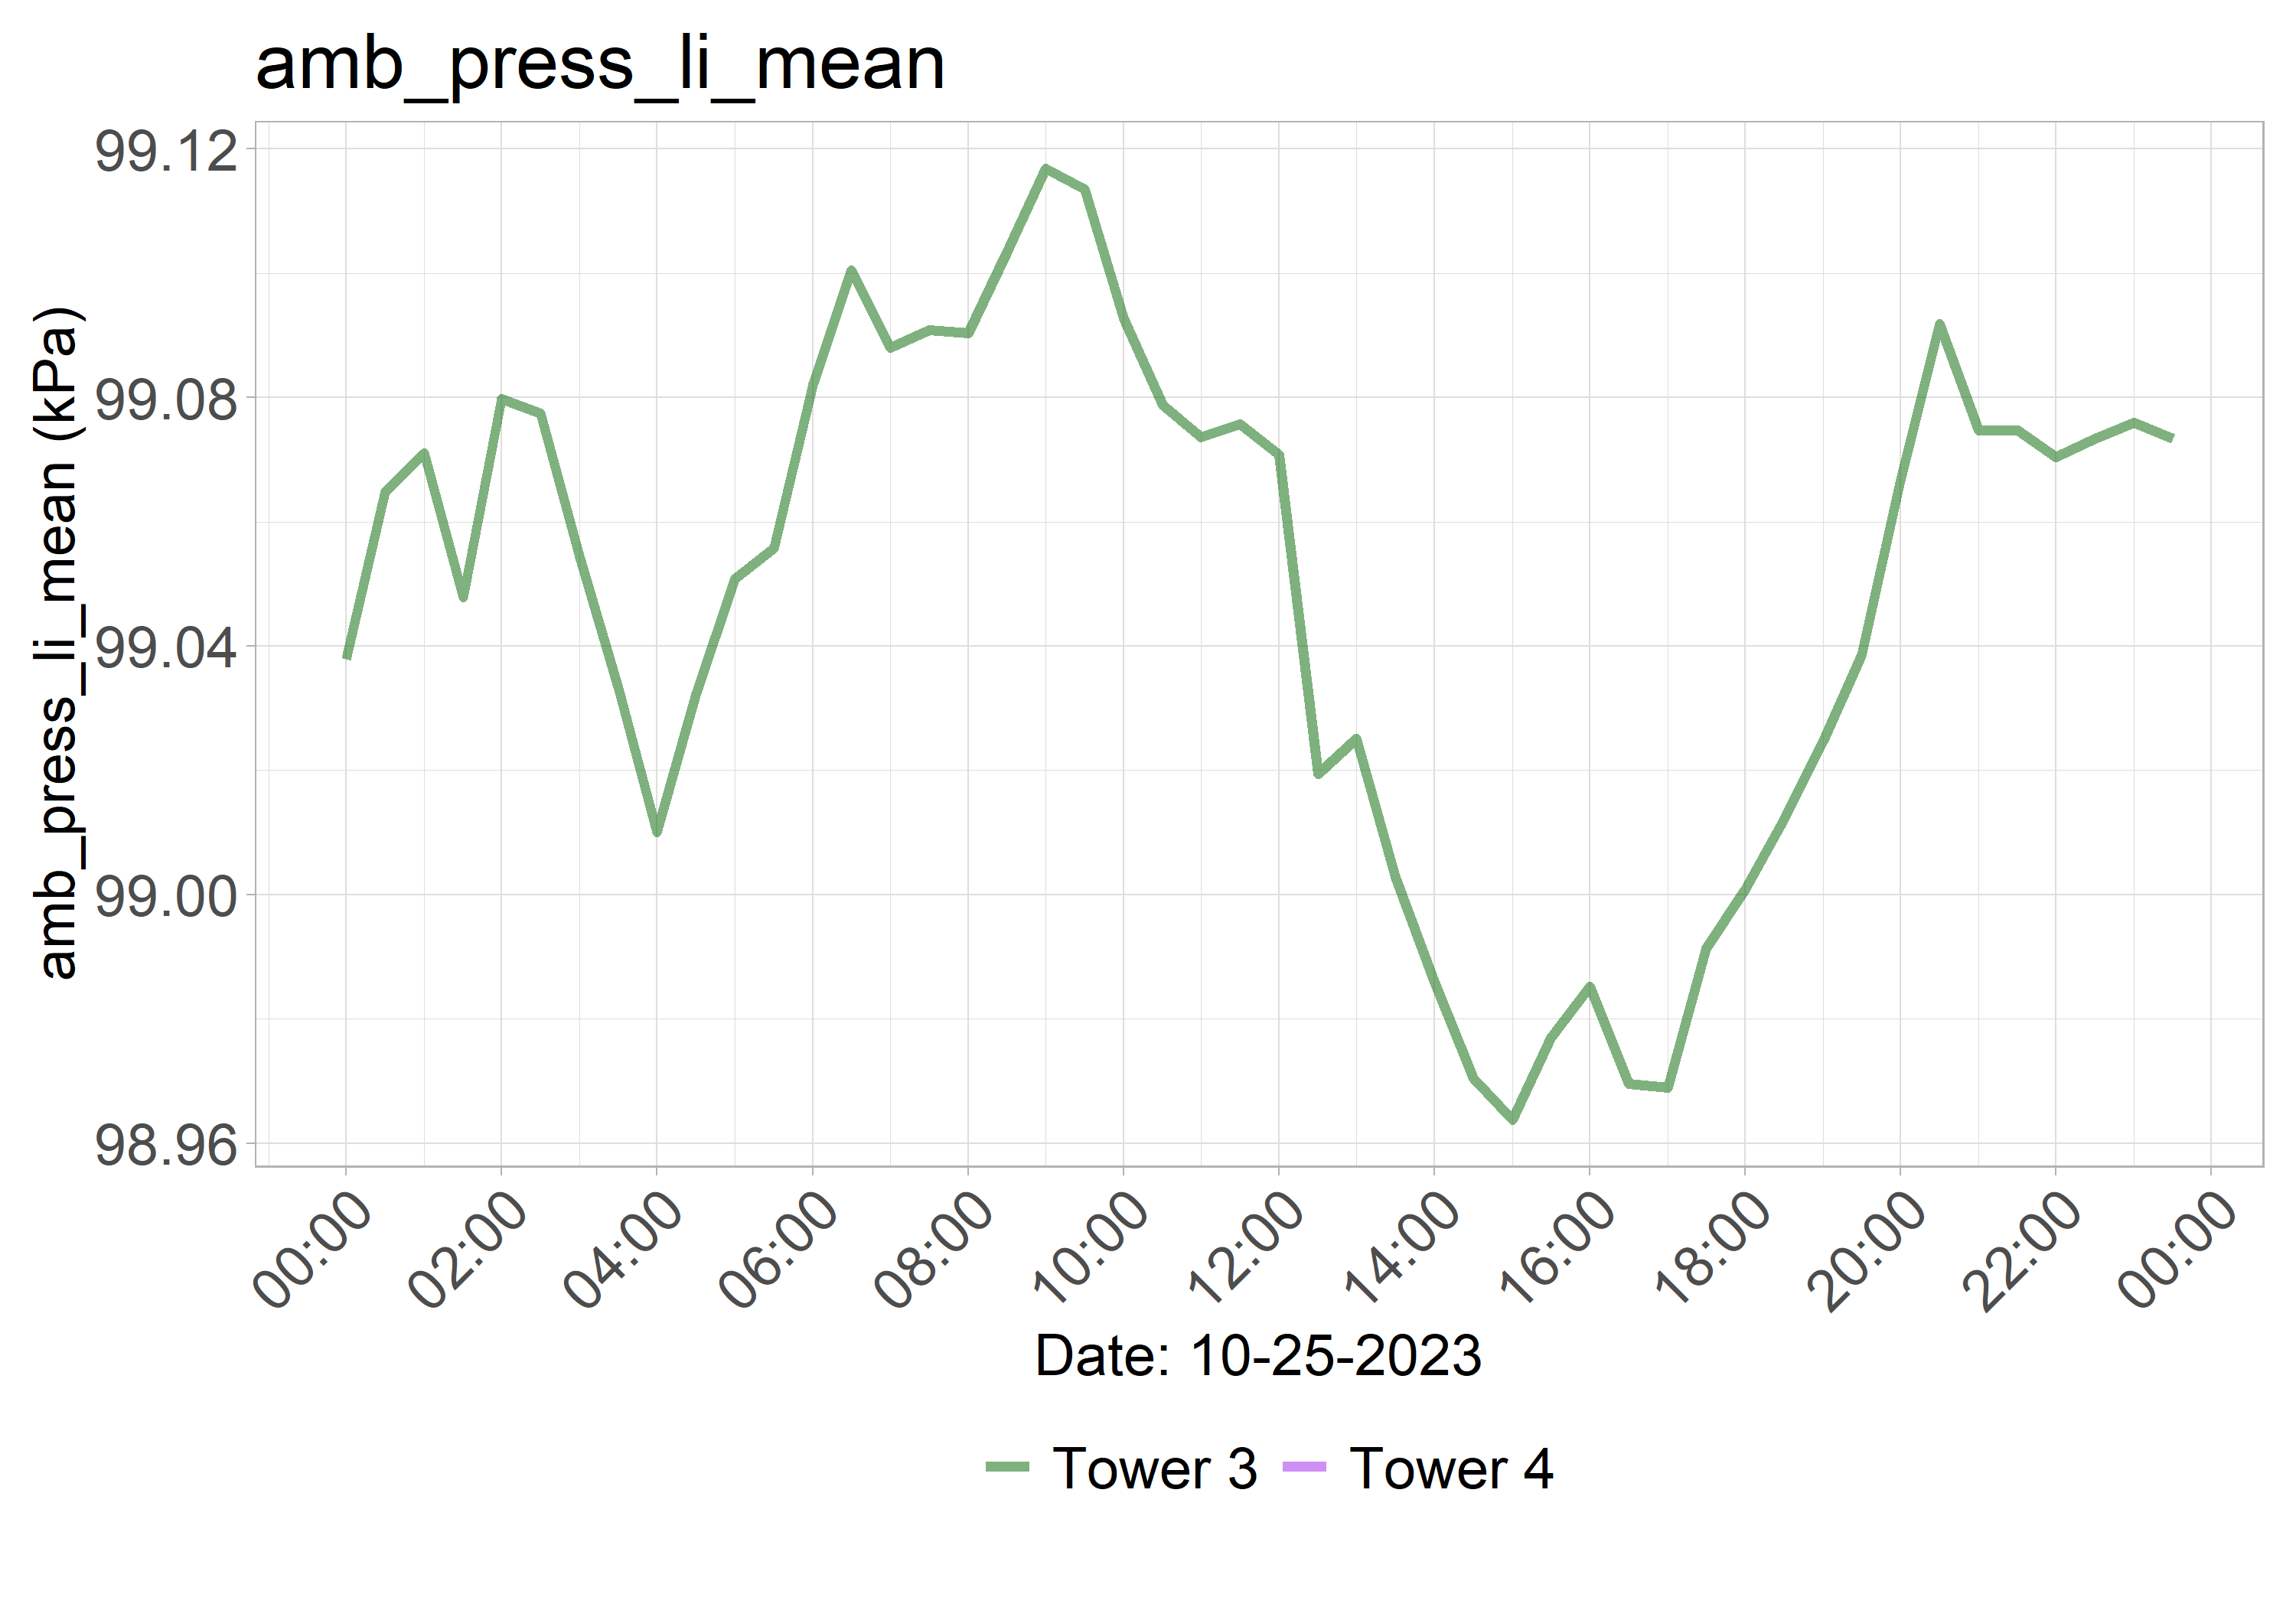 amb_press_li_mean
amb_press_li_mean (kPa)
99.12
99.08
99.04
99.00
98.96
00:00 02:00 04:00 06:00 08:00 10:00 12:00 14:00 16:00 18:00 20:00 22:00 00:00
Date: 10-25-2023
Tower 3 Tower 4